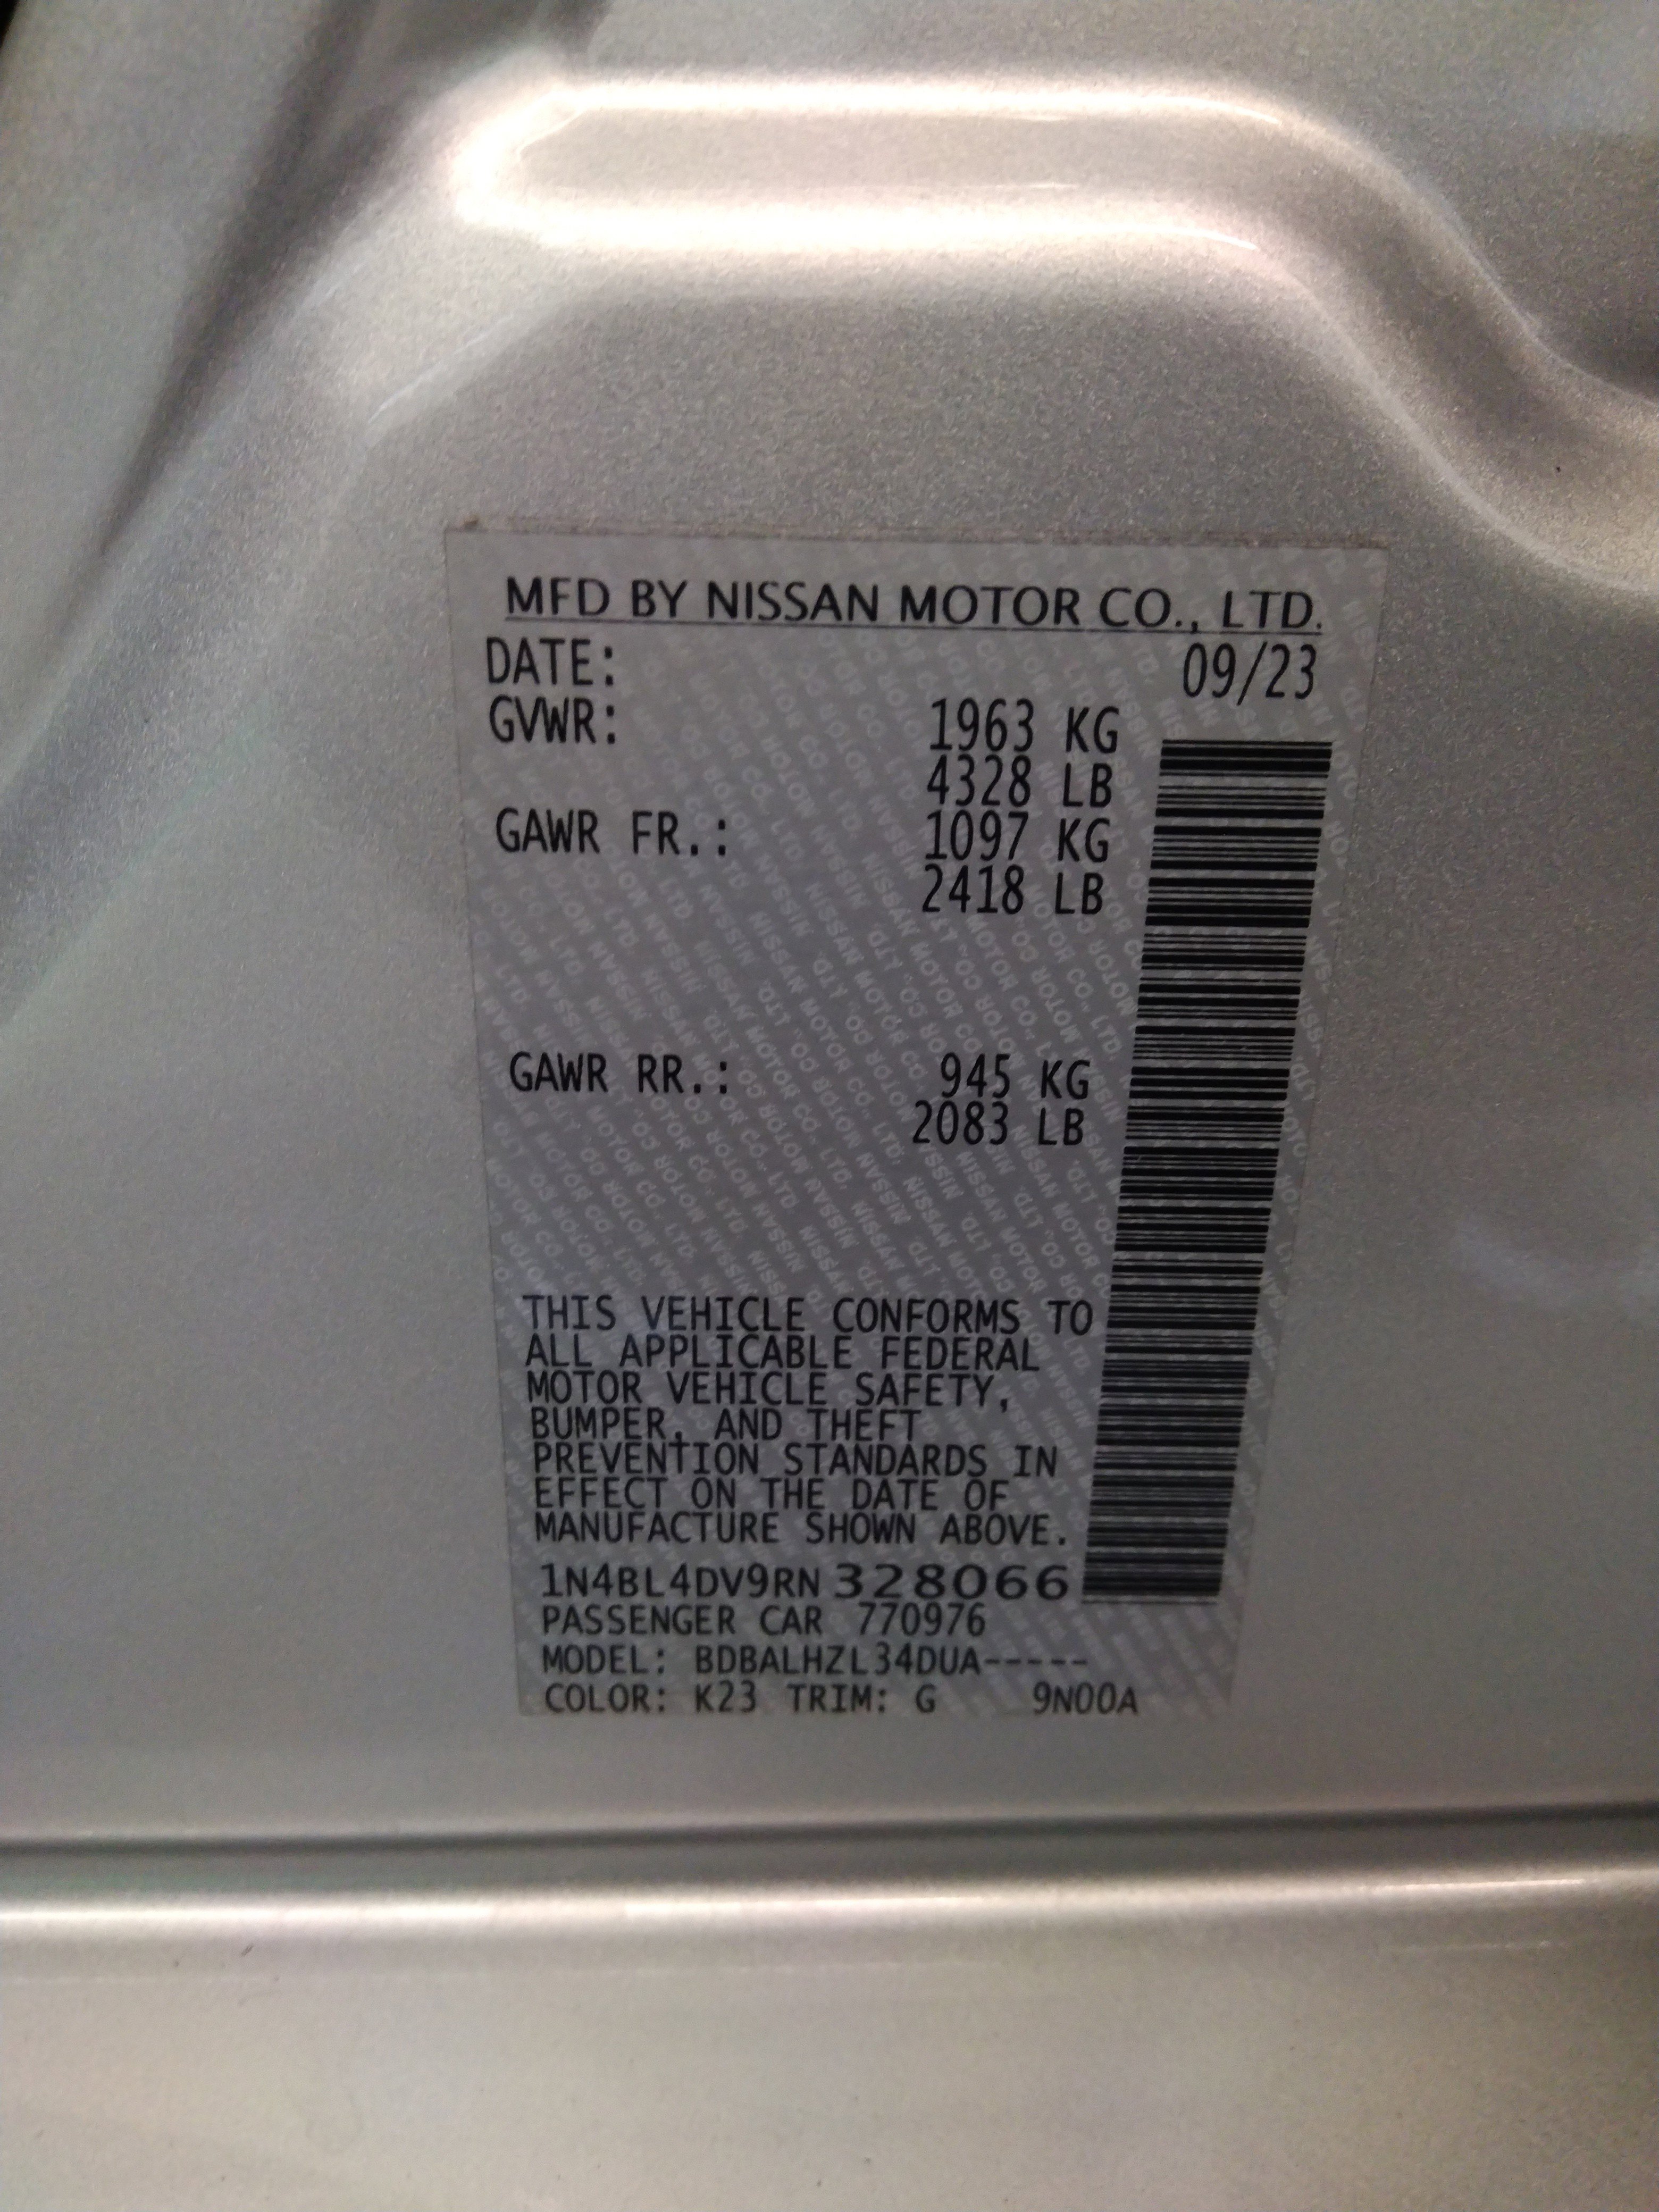 MFD BY NISSAN MOTOR CO., LTD.
DATE: 09/23
GVWR: 1963 KG
4328 LB
GAWR FR.: 1097 KG
2418 LB
GAWR RR.: 945 KG
2083 LB
THIS VEHICLE CONFORMS TO
ALL APPLICABLE FEDERAL
MOTOR VEHICLE SAFETY,
BUMPER, AND THEFT
PREVENTION STANDARDS IN
EFFECT ON THE DATE OF
MANUFACTURE SHOWN ABOVE.
1N4BL4DV9RN328066
PASSENGER CAR 770976
MODEL: BDBALHZL34DUA-----
COLOR: K23 TRIM: G 9N00A